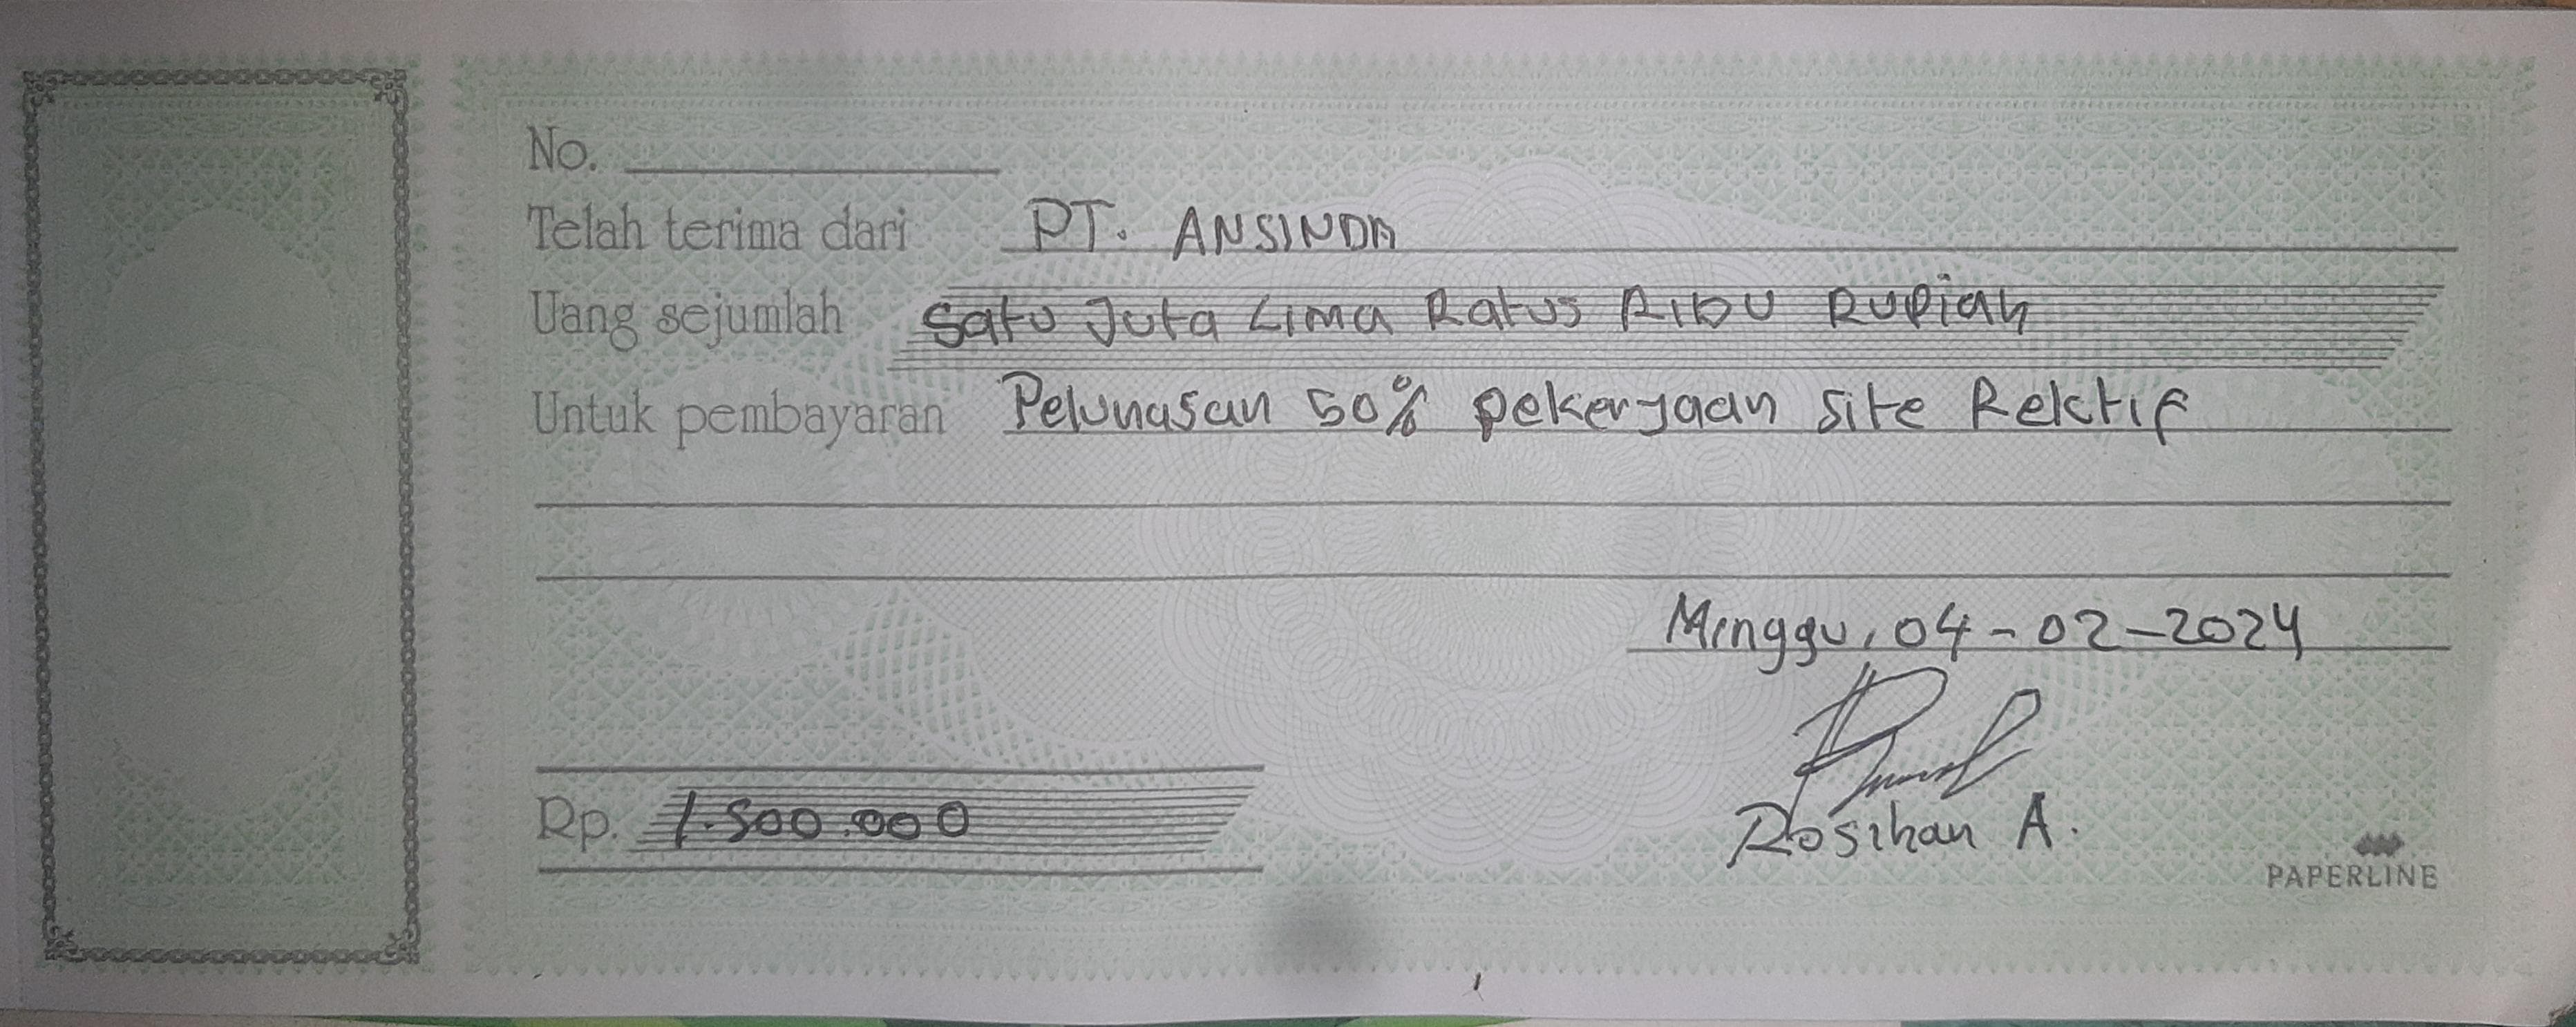 No.
Telah terima dari PT. ANSINDA
Uang sejumlah Satu Juta Lima Ratus Ribu Rupiah
Untuk pembayaran Pelunasan 50% pekerjaan site Rektif
Minggu, 04-02-2024
Rp. 1.500.000
Rosihan A.
PAPERLINE